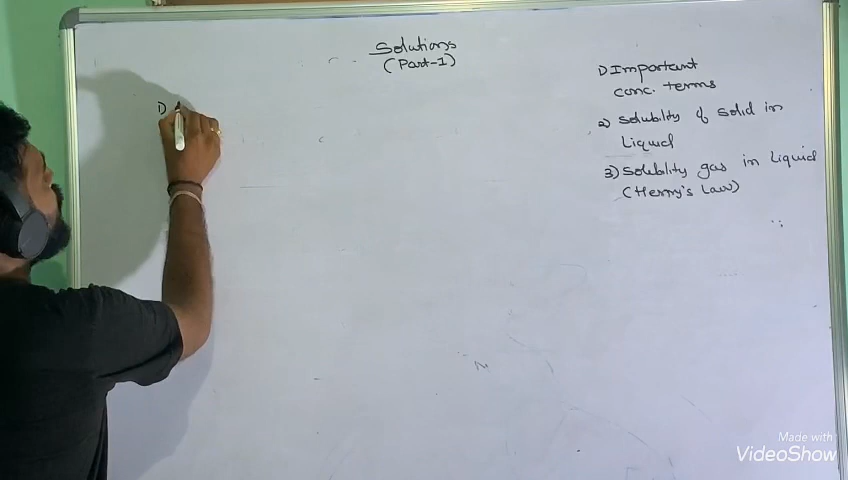 Solutions
(Part-1)
1) Important
conc. terms
2) Solubility of solid in
Liquid
3) Solubility gas in Liquid
(Henry's Law)
1)
Made with
VideoShow